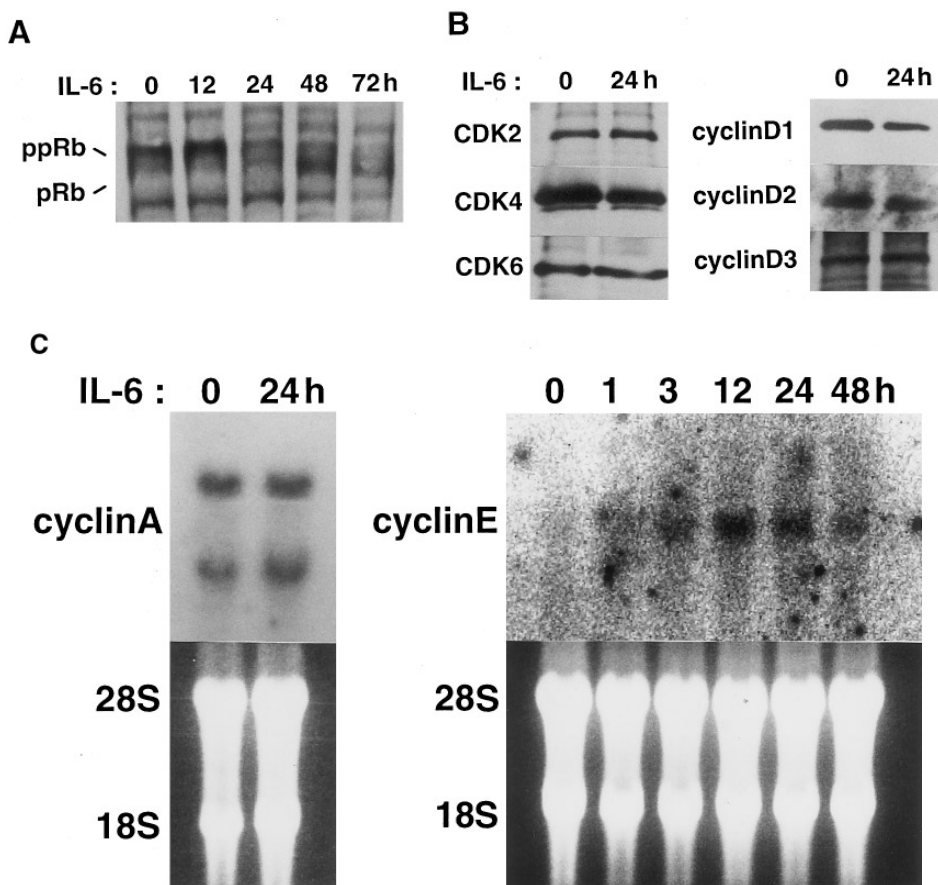 A
IL-6 : 0 12 24 48 72 h
ppRb
pRb
B
IL-6 : 0 24 h
CDK2
CDK4
CDK6
0 24 h
cyclinD1
cyclinD2
cyclinD3
C
IL-6 : 0 24 h
cyclinA
28S
18S
0 1 3 12 24 48 h
cyclinE
28S
18S